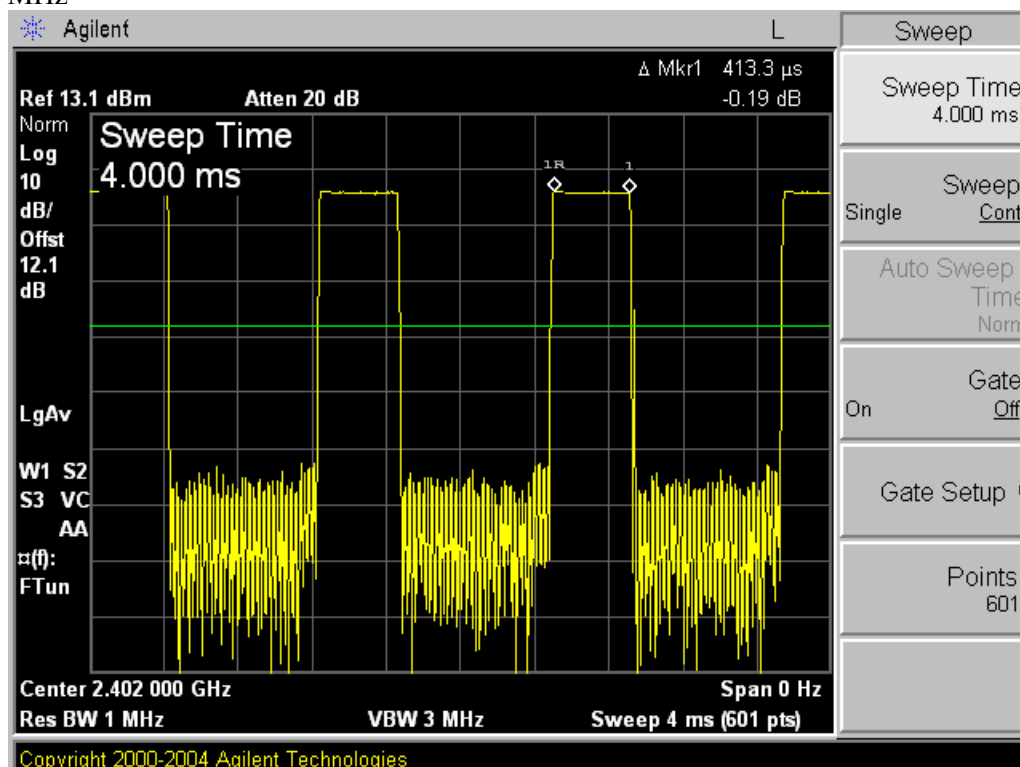 MHz
Agilent
L
Sweep
Δ Mkr1 413.3 µs
Ref 13.1 dBm Atten 20 dB -0.19 dB
Norm
Log
10
dB/
Offst
12.1
dB
LgAv
W1 S2
S3 VC
AA
¤(f):
FTun
Sweep Time
4.000 ms
1R
1
Center 2.402 000 GHz Span 0 Hz
Res BW 1 MHz VBW 3 MHz Sweep 4 ms (601 pts)
Sweep Time
4.000 ms
Sweep
Single Cont
Auto Sweep
Time
Norm
Gate
On Off
Gate Setup
Points
601
Copyright 2000-2004 Agilent Technologies